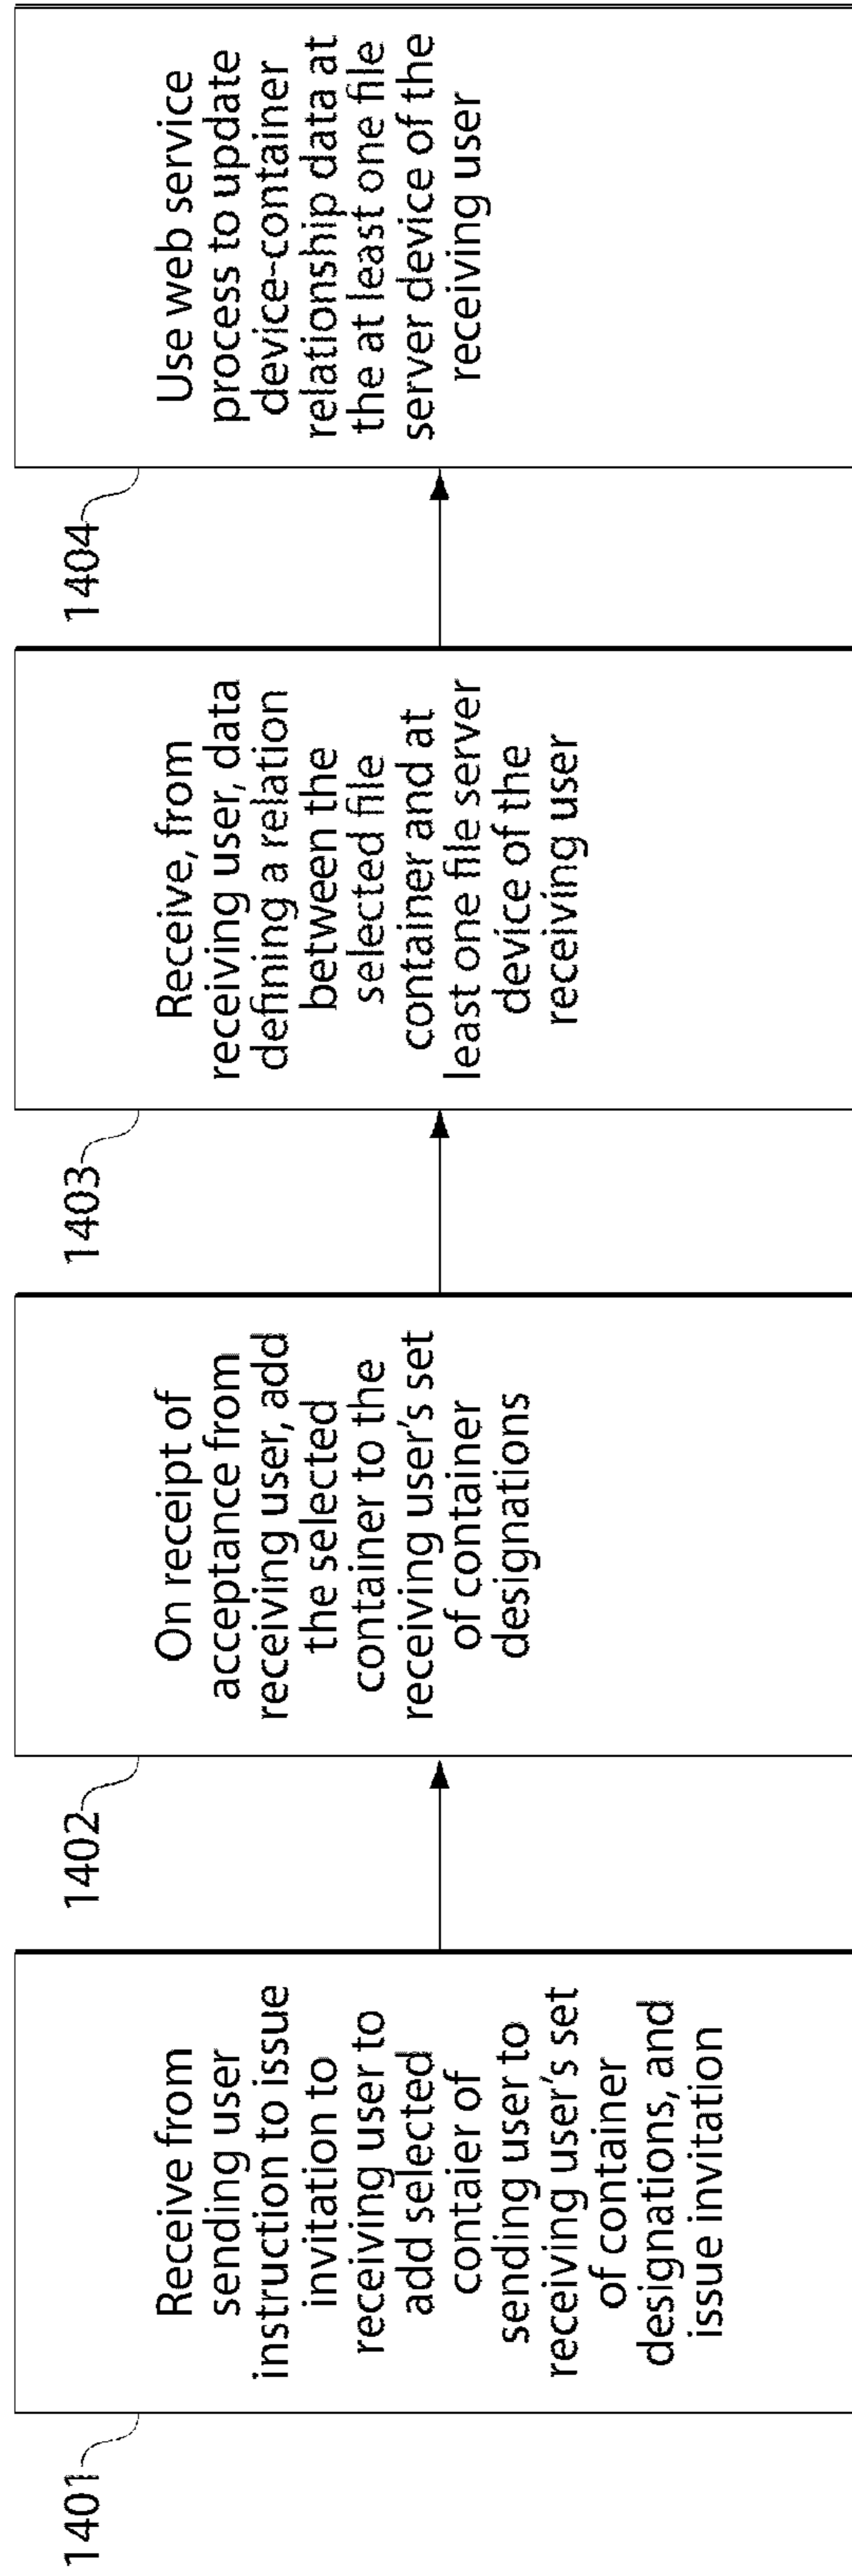 1401
Receive from
sending user
instruction to issue
invitation to
receiving user to
add selected
contaier of
sending user to
receiving user's set
of container
designations, and
issue invitation
1402
On receipt of
acceptance from
receiving user, add
the selected
container to the
receiving user's set
of container
designations
1403
Receive, from
receiving user, data
defining a relation
between the
selected file
container and at
least one file server
device of the
receiving user
1404
Use web service
process to update
device-container
relationship data at
the at least one file
server device of the
receiving user